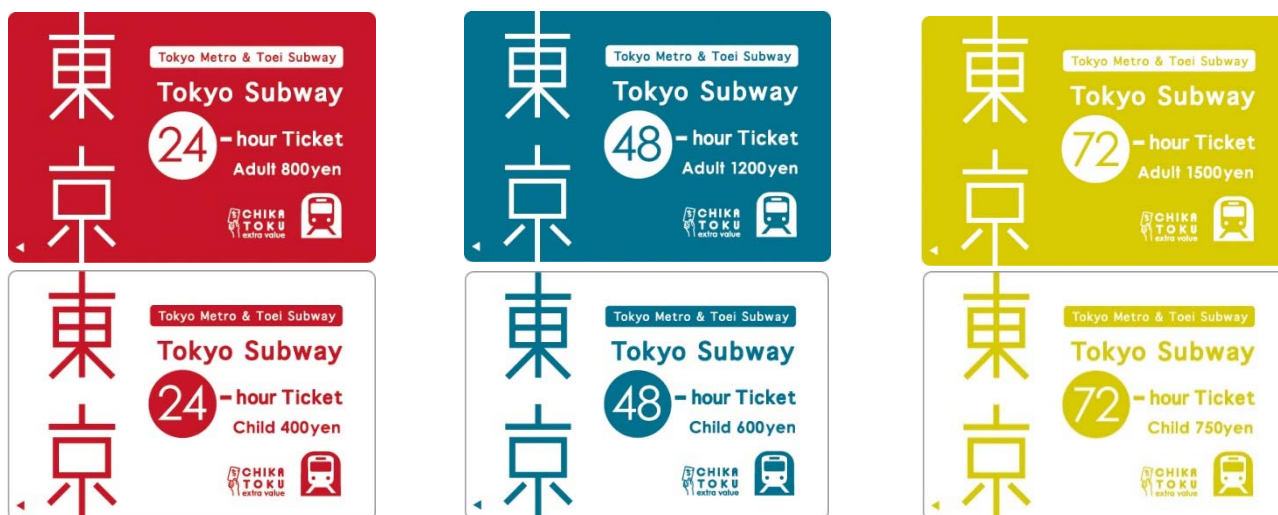 東京
Tokyo Metro & Toei Subway
Tokyo Subway
24-hour Ticket
Adult 800yen
CHIKA
TOKU
extra value
東京
Tokyo Metro & Toei Subway
Tokyo Subway
48-hour Ticket
Adult 1200yen
CHIKA
TOKU
extra value
東京
Tokyo Metro & Toei Subway
Tokyo Subway
72-hour Ticket
Adult 1500yen
CHIKA
TOKU
extra value
東京
Tokyo Metro & Toei Subway
Tokyo Subway
24-hour Ticket
Child 400yen
CHIKA
TOKU
extra value
東京
Tokyo Metro & Toei Subway
Tokyo Subway
48-hour Ticket
Child 600yen
CHIKA
TOKU
extra value
東京
Tokyo Metro & Toei Subway
Tokyo Subway
72-hour Ticket
Child 750yen
CHIKA
TOKU
extra value